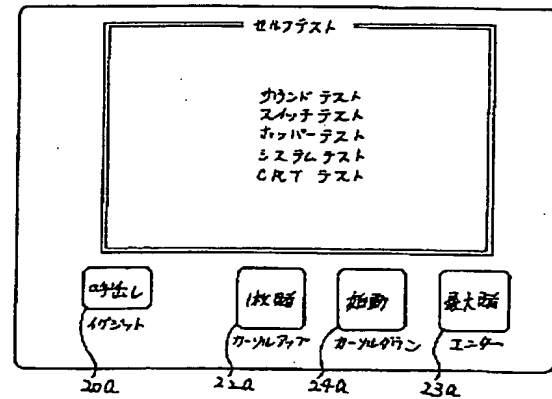 セルフテスト
サウンド テスト
スイッチ テスト
ホッパー テスト
システム テスト
CRT テスト
呼出し
1枚賭
始動
最大賭
イグジット
カーソルアップ
カーソルダウン
エンター
20a
22a
24a
23a